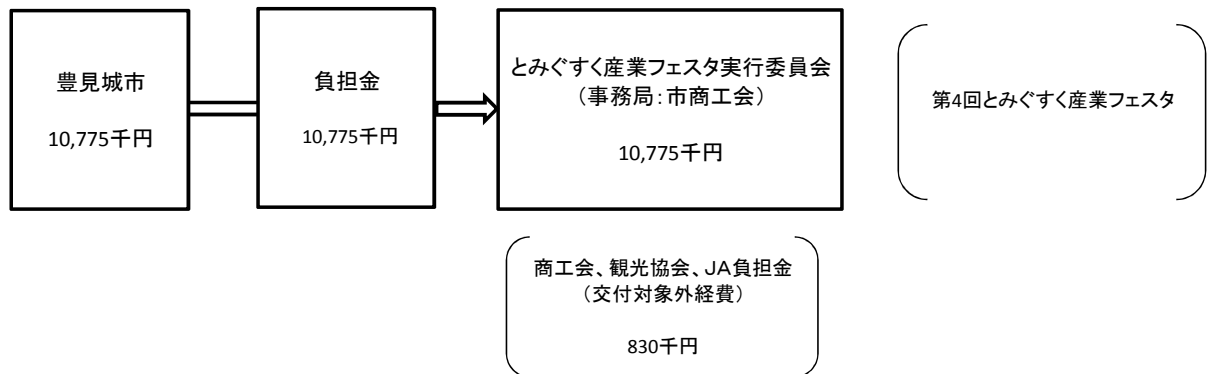 豊見城市
10,775千円
負担金
10,775千円
とみぐすく産業フェスタ実行委員会
（事務局：市商工会）
10,775千円
第4回とみぐすく産業フェスタ
商工会、観光協会、JA負担金
（交付対象外経費）
830千円